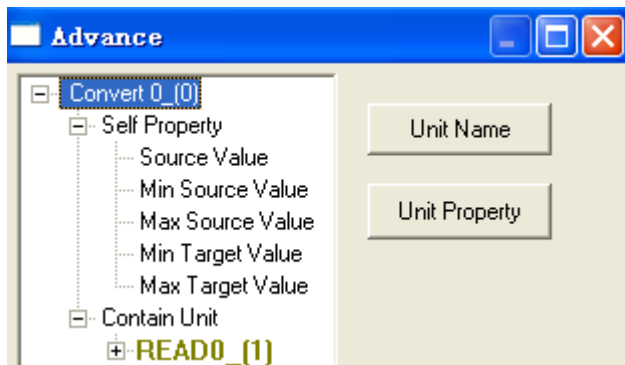 Advance
Convert 0_(0)
Self Property
Source Value
Min Source Value
Max Source Value
Min Target Value
Max Target Value
Contain Unit
READ0_(1)
Unit Name
Unit Property